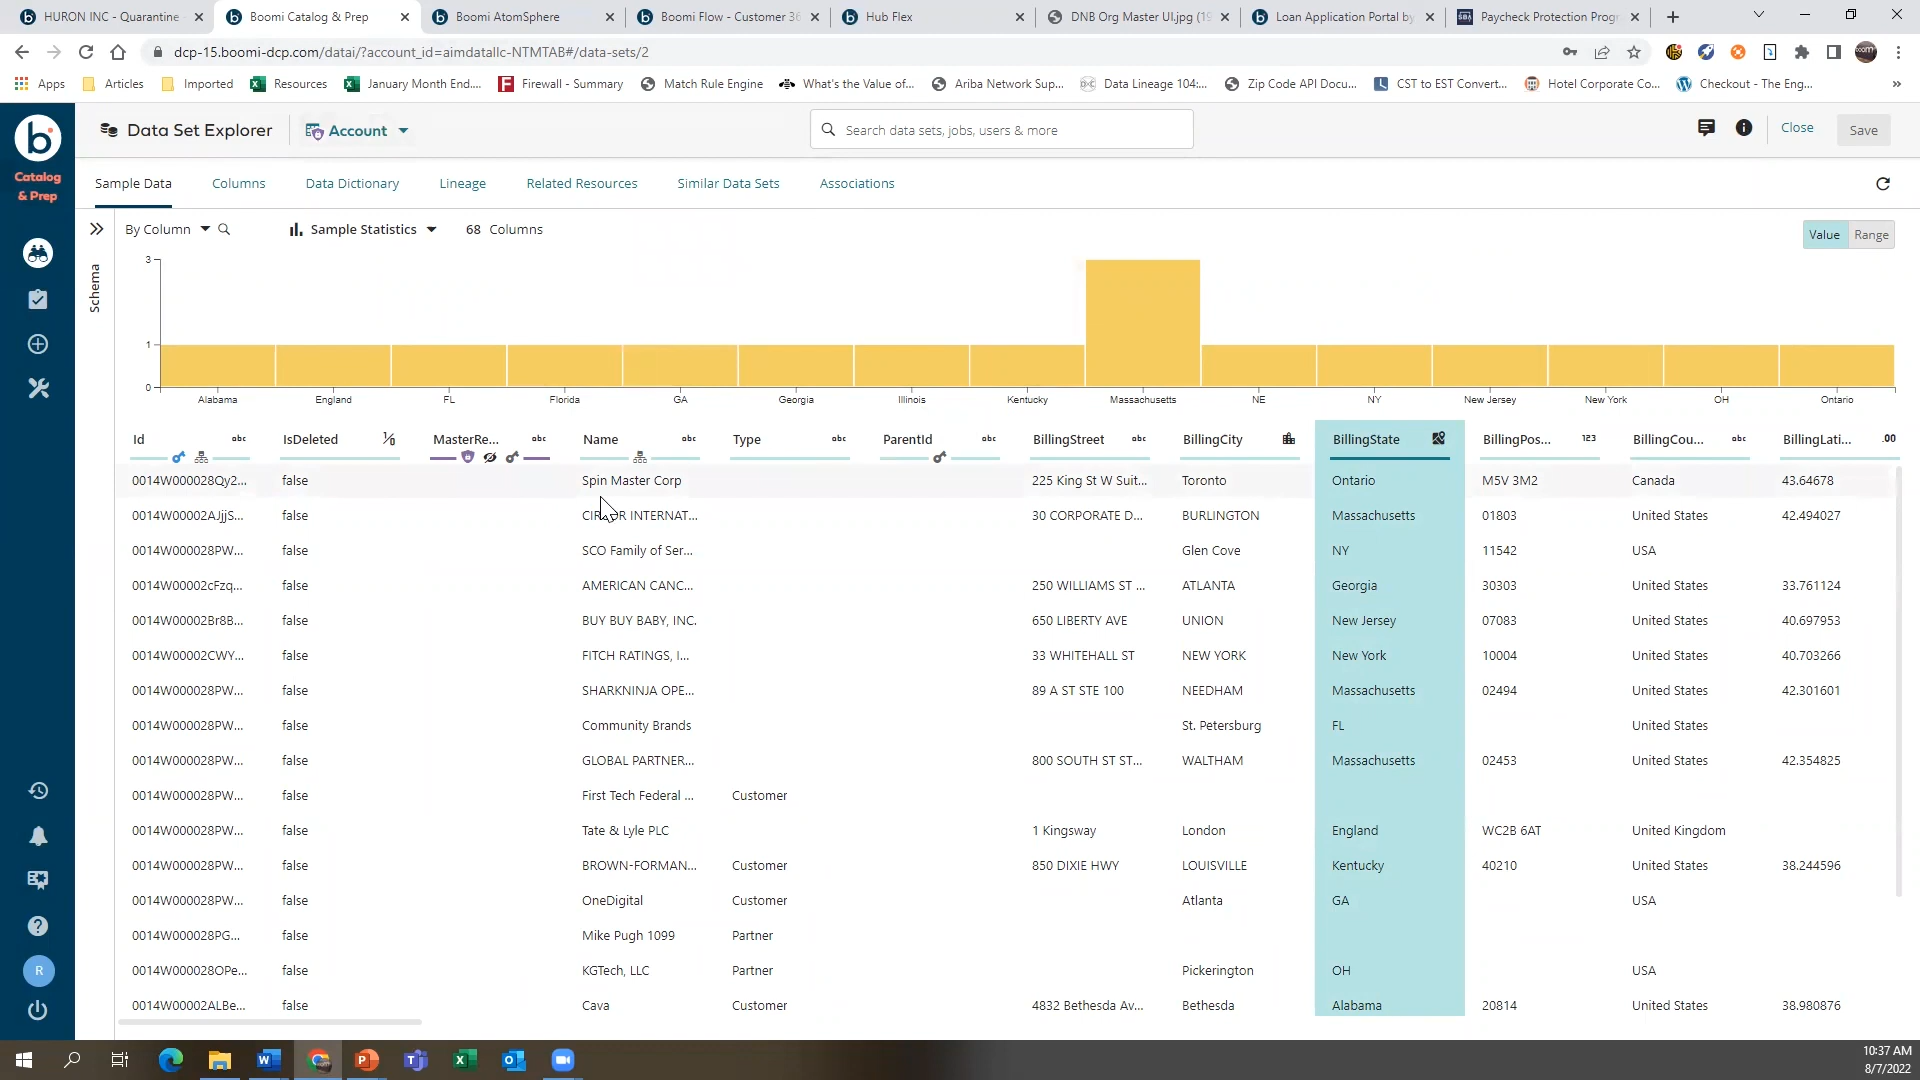 HURON INC - Quarantine
Boomi Catalog & Prep
Boomi AtomSphere
Boomi Flow - Customer 36
Hub Flex
DNB Org Master UI.jpg (19
Loan Application Portal by
Paycheck Protection Prog
dcp-15.boomi-dcp.com/datai/?account_id=aimdatallc-NTMTAB#/data-sets/2
Apps Articles Imported Resources January Month End.... Firewall - Summary Match Rule Engine What's the Value of... Ariba Network Sup... Data Lineage 104:... Zip Code API Docu... CST to EST Convert... Hotel Corporate Co... Checkout - The Eng... »
Catalog
& Prep
Data Set Explorer Account Search data sets, jobs, users & more Close Save
Sample Data Columns Data Dictionary Lineage Related Resources Similar Data Sets Associations
By Column Sample Statistics 68 Columns Value Range
Schema
3
1
0
Alabama England FL Florida GA Georgia Illinois Kentucky Massachusetts NE NY New Jersey New York OH Ontario
Id abc IsDeleted ⅟₀ MasterRe... abc Name abc Type abc ParentId abc BillingStreet abc BillingCity BillingState BillingPos... 123 BillingCou... abc BillingLati... .00
0014W000028Qy2... false Spin Master Corp 225 King St W Suit... Toronto Ontario M5V 3M2 Canada 43.64678
0014W00002AJjjS... false INTERNAT... 30 CORPORATE D... BURLINGTON Massachusetts 01803 United States 42.494027
0014W000028PW... false SCO Family of Ser... Glen Cove NY 11542 USA
0014W00002cFzq... false AMERICAN CANC... 250 WILLIAMS ST ... ATLANTA Georgia 30303 United States 33.761124
0014W00002Br8B... false BUY BUY BABY, INC. 650 LIBERTY AVE UNION New Jersey 07083 United States 40.697953
0014W00002CWY... false FITCH RATINGS, I... 33 WHITEHALL ST NEW YORK New York 10004 United States 40.703266
0014W000028PW... false SHARKNINJA OPE... 89 A ST STE 100 NEEDHAM Massachusetts 02494 United States 42.301601
0014W000028PW... false Community Brands St. Petersburg FL United States
0014W000028PW... false GLOBAL PARTNER... 800 SOUTH ST ST... WALTHAM Massachusetts 02453 United States 42.354825
0014W000028PW... false First Tech Federal ... Customer
0014W000028PW... false Tate & Lyle PLC 1 Kingsway London England WC2B 6AT United Kingdom
0014W000028PW... false BROWN-FORMAN... Customer 850 DIXIE HWY LOUISVILLE Kentucky 40210 United States 38.244596
0014W000028PW... false OneDigital Customer Atlanta GA USA
0014W000028PG... false Mike Pugh 1099 Partner
0014W000028OPe... false KGTech, LLC Partner Pickerington OH USA
0014W00002ALBe... false Cava Customer 4832 Bethesda Av... Bethesda Alabama 20814 United States 38.980876
R
10:37 AM
8/7/2022